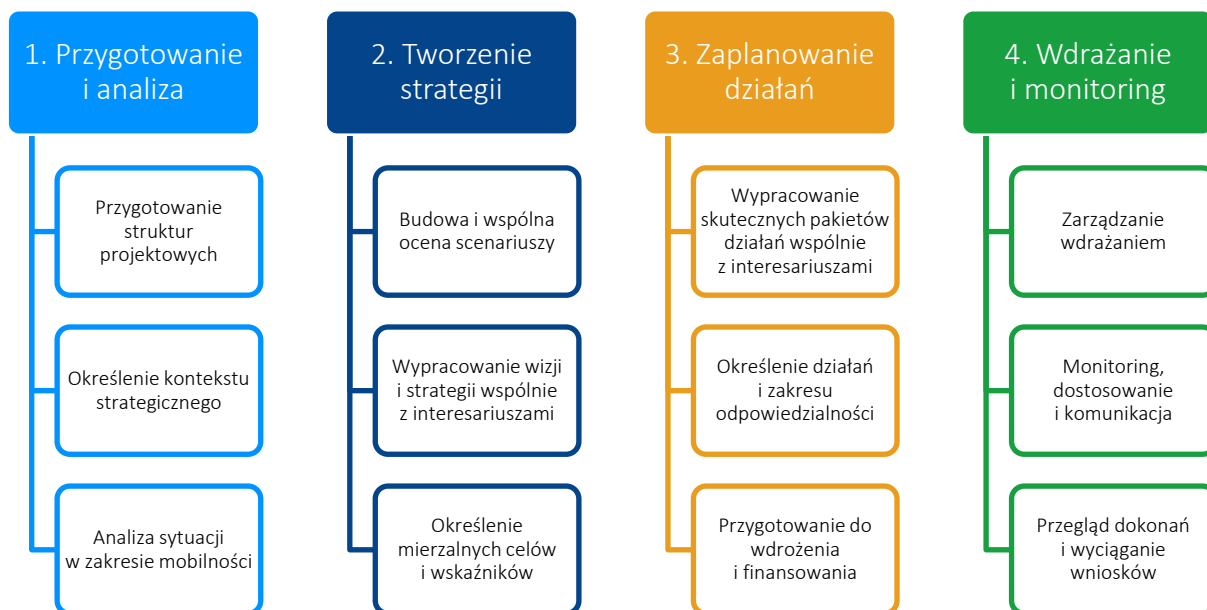 1. Przygotowanie
i analiza
Przygotowanie
struktur
projektowych
Określenie kontekstu
strategicznego
Analiza sytuacji
w zakresie mobilności
2. Tworzenie
strategii
Budowa i wspólna
ocena scenariuszy
Wypracowanie wizji
i strategii wspólnie
z interesariuszami
Określenie
mierzalnych celów
i wskaźników
3. Zaplanowanie
działań
Wypracowanie
skutecznych pakietów
działań wspólnie
z interesariuszami
Określenie działań
i zakresu
odpowiedzialności
Przygotowanie do
wdrożenia
i finansowania
4. Wdrażanie
i monitoring
Zarządzanie
wdrażaniem
Monitoring,
dostosowanie
i komunikacja
Przegląd dokonań
i wyciąganie
wniosków